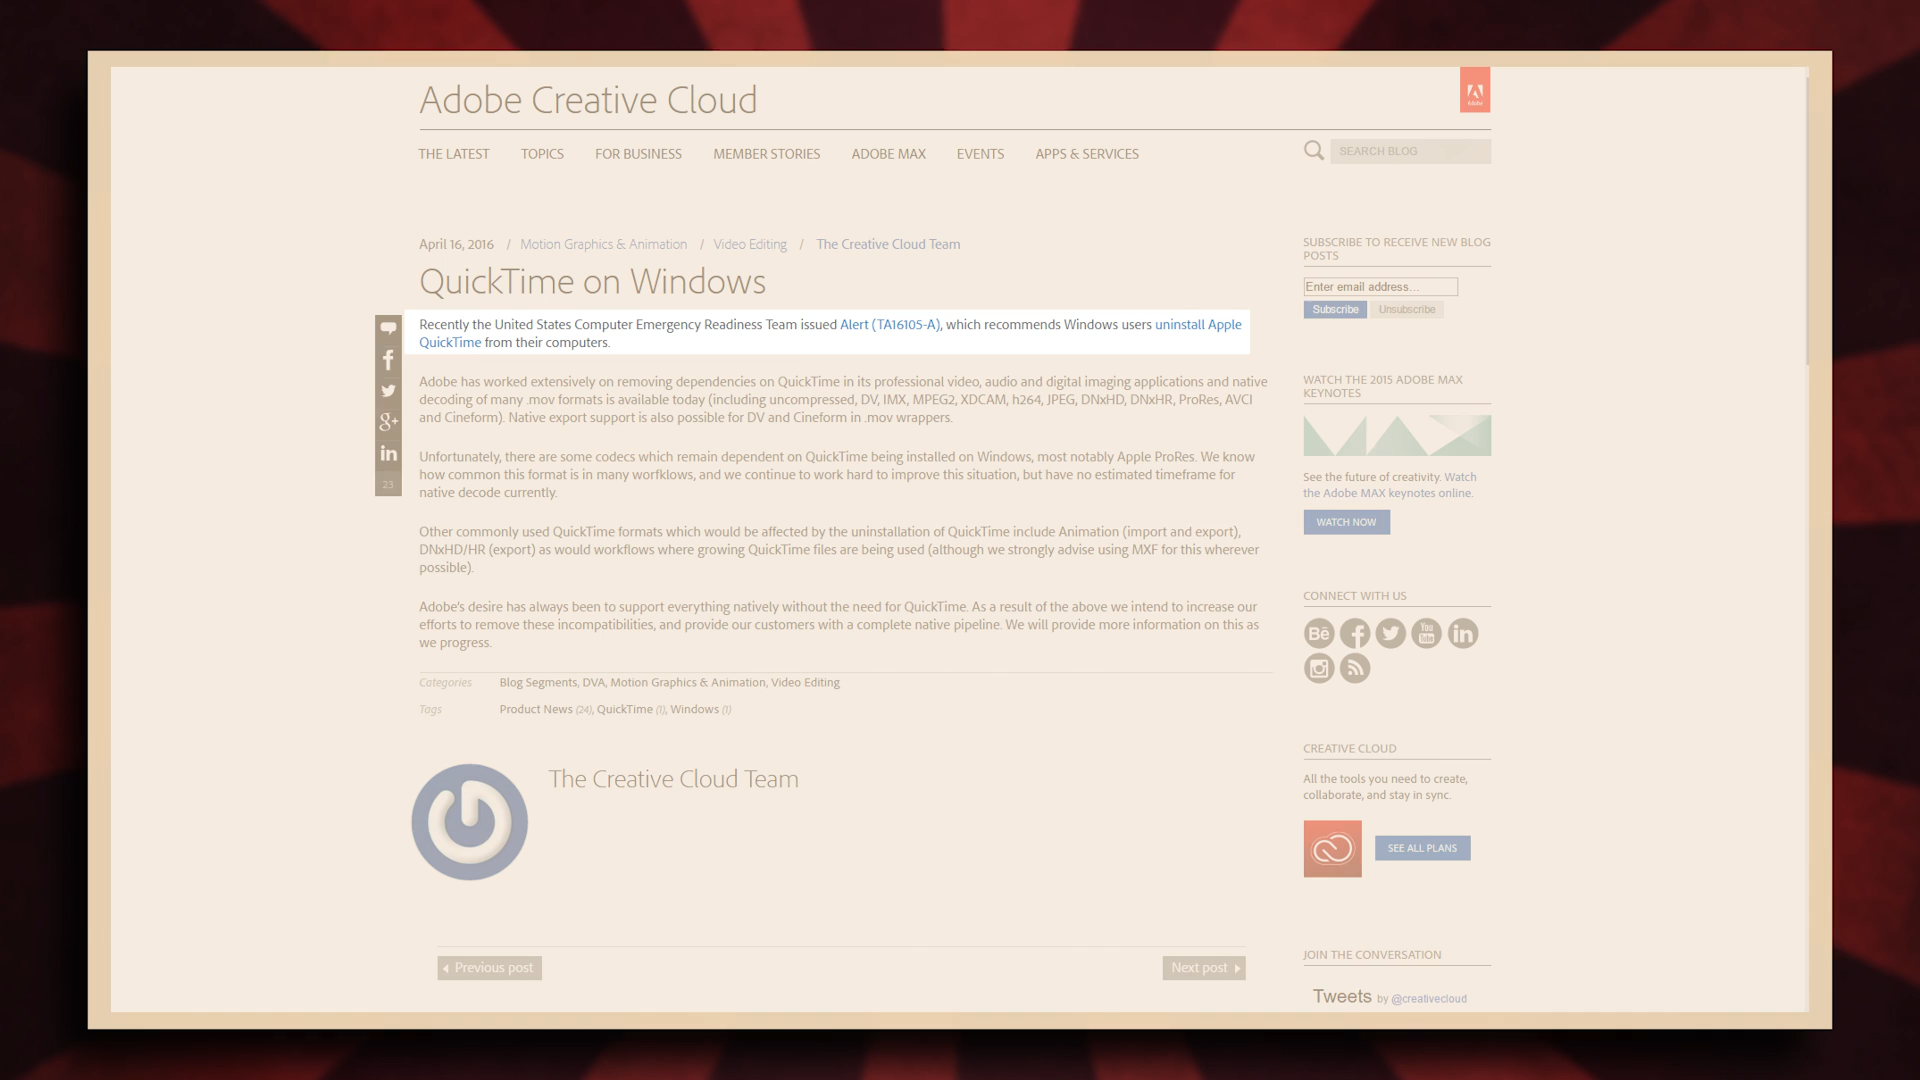 Adobe Creative Cloud
Adobe
THE LATEST TOPICS FOR BUSINESS MEMBER STORIES ADOBE MAX EVENTS APPS & SERVICES
SEARCH BLOG
April 16, 2016 / Motion Graphics & Animation / Video Editing / The Creative Cloud Team
QuickTime on Windows
Recently the United States Computer Emergency Readiness Team issued Alert (TA16105-A), which recommends Windows users uninstall Apple
QuickTime from their computers.
Adobe has worked extensively on removing dependencies on QuickTime in its professional video, audio and digital imaging applications and native
decoding of many .mov formats is available today (including uncompressed, DV, IMX, MPEG2, XDCAM, h264, JPEG, DNxHD, DNxHR, ProRes, AVCI
and Cineform). Native export support is also possible for DV and Cineform in .mov wrappers.
Unfortunately, there are some codecs which remain dependent on QuickTime being installed on Windows, most notably Apple ProRes. We know
how common this format is in many worfklows, and we continue to work hard to improve this situation, but have no estimated timeframe for
native decode currently.
Other commonly used QuickTime formats which would be affected by the uninstallation of QuickTime include Animation (import and export),
DNxHD/HR (export) as would workflows where growing QuickTime files are being used (although we strongly advise using MXF for this wherever
possible).
Adobe's desire has always been to support everything natively without the need for QuickTime. As a result of the above we intend to increase our
efforts to remove these incompatibilities, and provide our customers with a complete native pipeline. We will provide more information on this as
we progress.
23
Categories Blog Segments, DVA, Motion Graphics & Animation, Video Editing
Tags Product News (24), QuickTime (1), Windows (1)
The Creative Cloud Team
Previous post
Next post
SUBSCRIBE TO RECEIVE NEW BLOG
POSTS
Enter email address...
Subscribe Unsubscribe
WATCH THE 2015 ADOBE MAX
KEYNOTES
See the future of creativity. Watch
the Adobe MAX keynotes online.
WATCH NOW
CONNECT WITH US
Bē
You
Tube
in
CREATIVE CLOUD
All the tools you need to create,
collaborate, and stay in sync.
SEE ALL PLANS
JOIN THE CONVERSATION
Tweets by @creativecloud